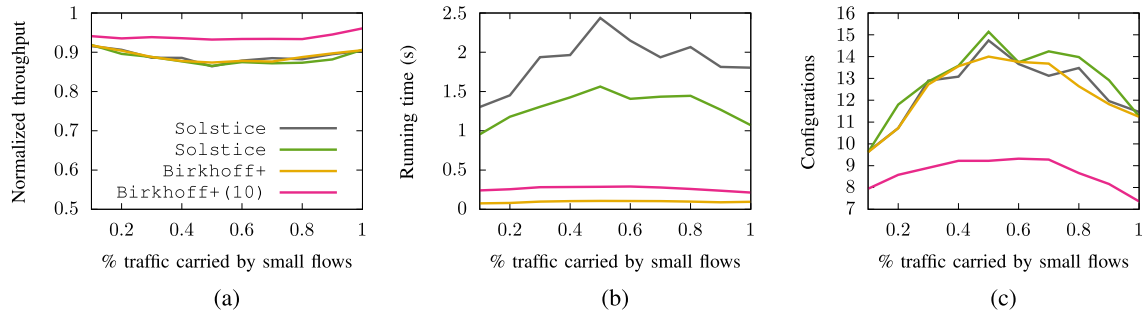 Normalized throughput
1
0.9
0.8
0.7
0.6
0.5
Solstice
Solstice
Birkhoff+
Birkhoff+(10)
0.2 0.4 0.6 0.8 1
% traffic carried by small flows
(a)
Running time (s)
2.5
2
1.5
1
0.5
0
0.2 0.4 0.6 0.8 1
% traffic carried by small flows
(b)
Configurations
16
15
14
13
12
11
10
9
8
7
0.2 0.4 0.6 0.8 1
% traffic carried by small flows
(c)